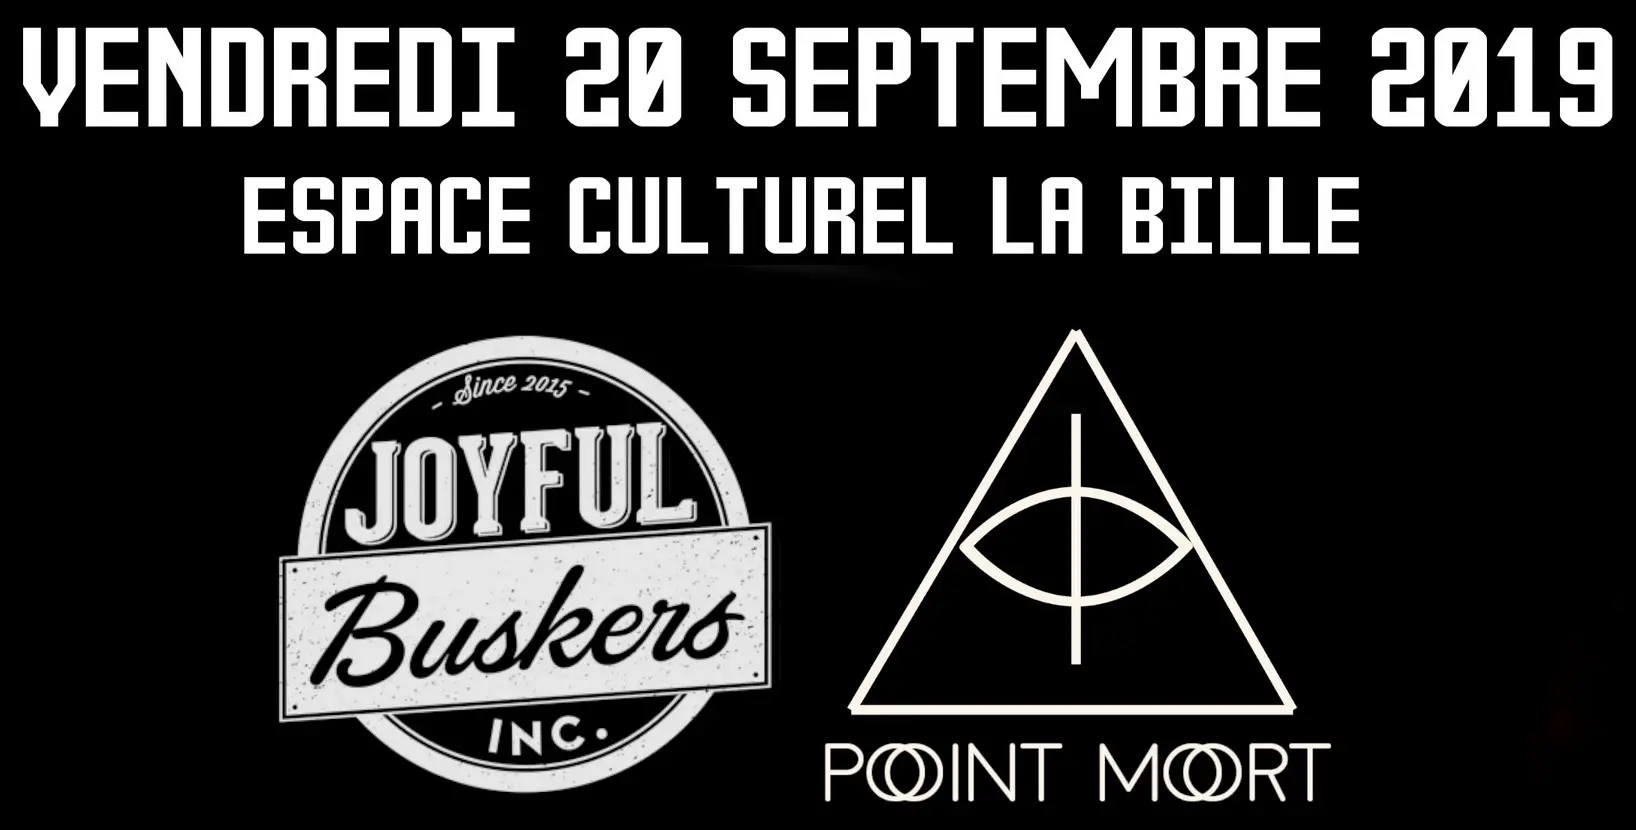 VENDREDI 20 SEPTEMBRE 2019
ESPACE CULTUREL LA BILLE
- Since 2015 -
JOYFUL
Buskers
INC.
POOINT MOORT